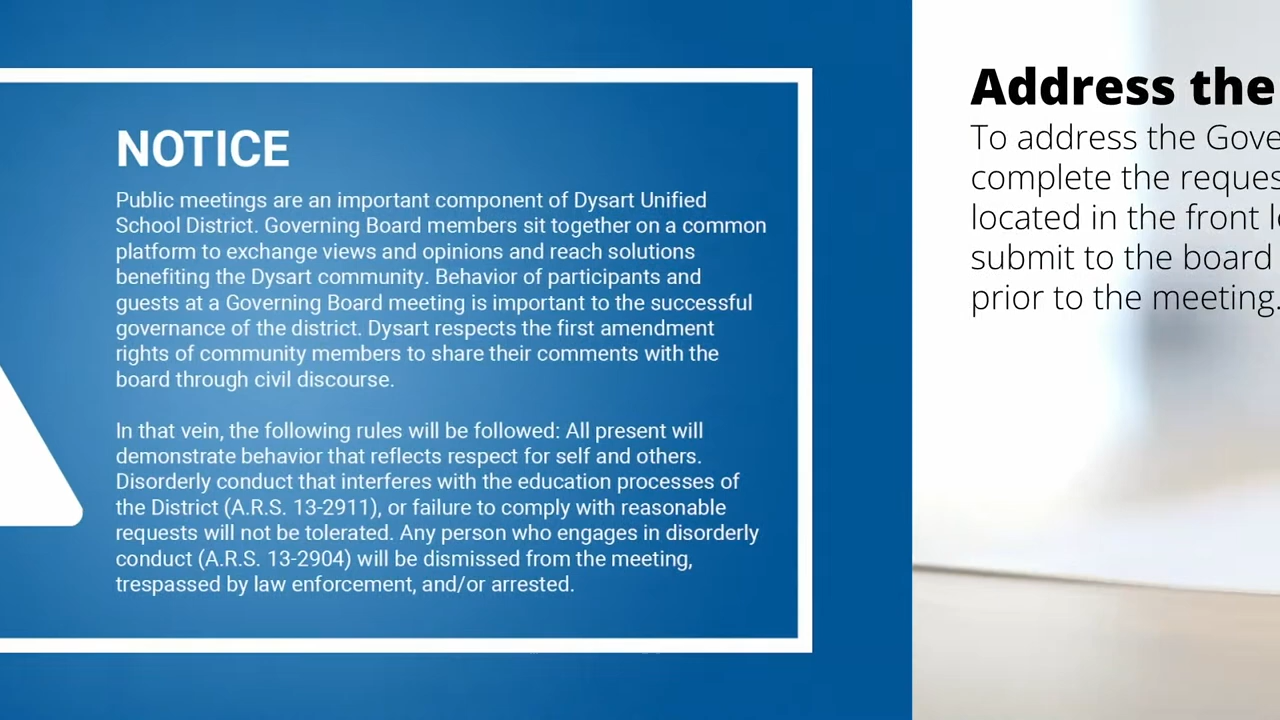 NOTICE
Public meetings are an important component of Dysart Unified
School District. Governing Board members sit together on a common
platform to exchange views and opinions and reach solutions
benefiting the Dysart community. Behavior of participants and
guests at a Governing Board meeting is important to the successful
governance of the district. Dysart respects the first amendment
rights of community members to share their comments with the
board through civil discourse.
In that vein, the following rules will be followed: All present will
demonstrate behavior that reflects respect for self and others.
Disorderly conduct that interferes with the education processes of
the District (A.R.S. 13-2911), or failure to comply with reasonable
requests will not be tolerated. Any person who engages in disorderly
conduct (A.R.S. 13-2904) will be dismissed from the meeting,
trespassed by law enforcement, and/or arrested.
Address the
To address the
complete the
located in the front
submit to the board
prior to the meeting.